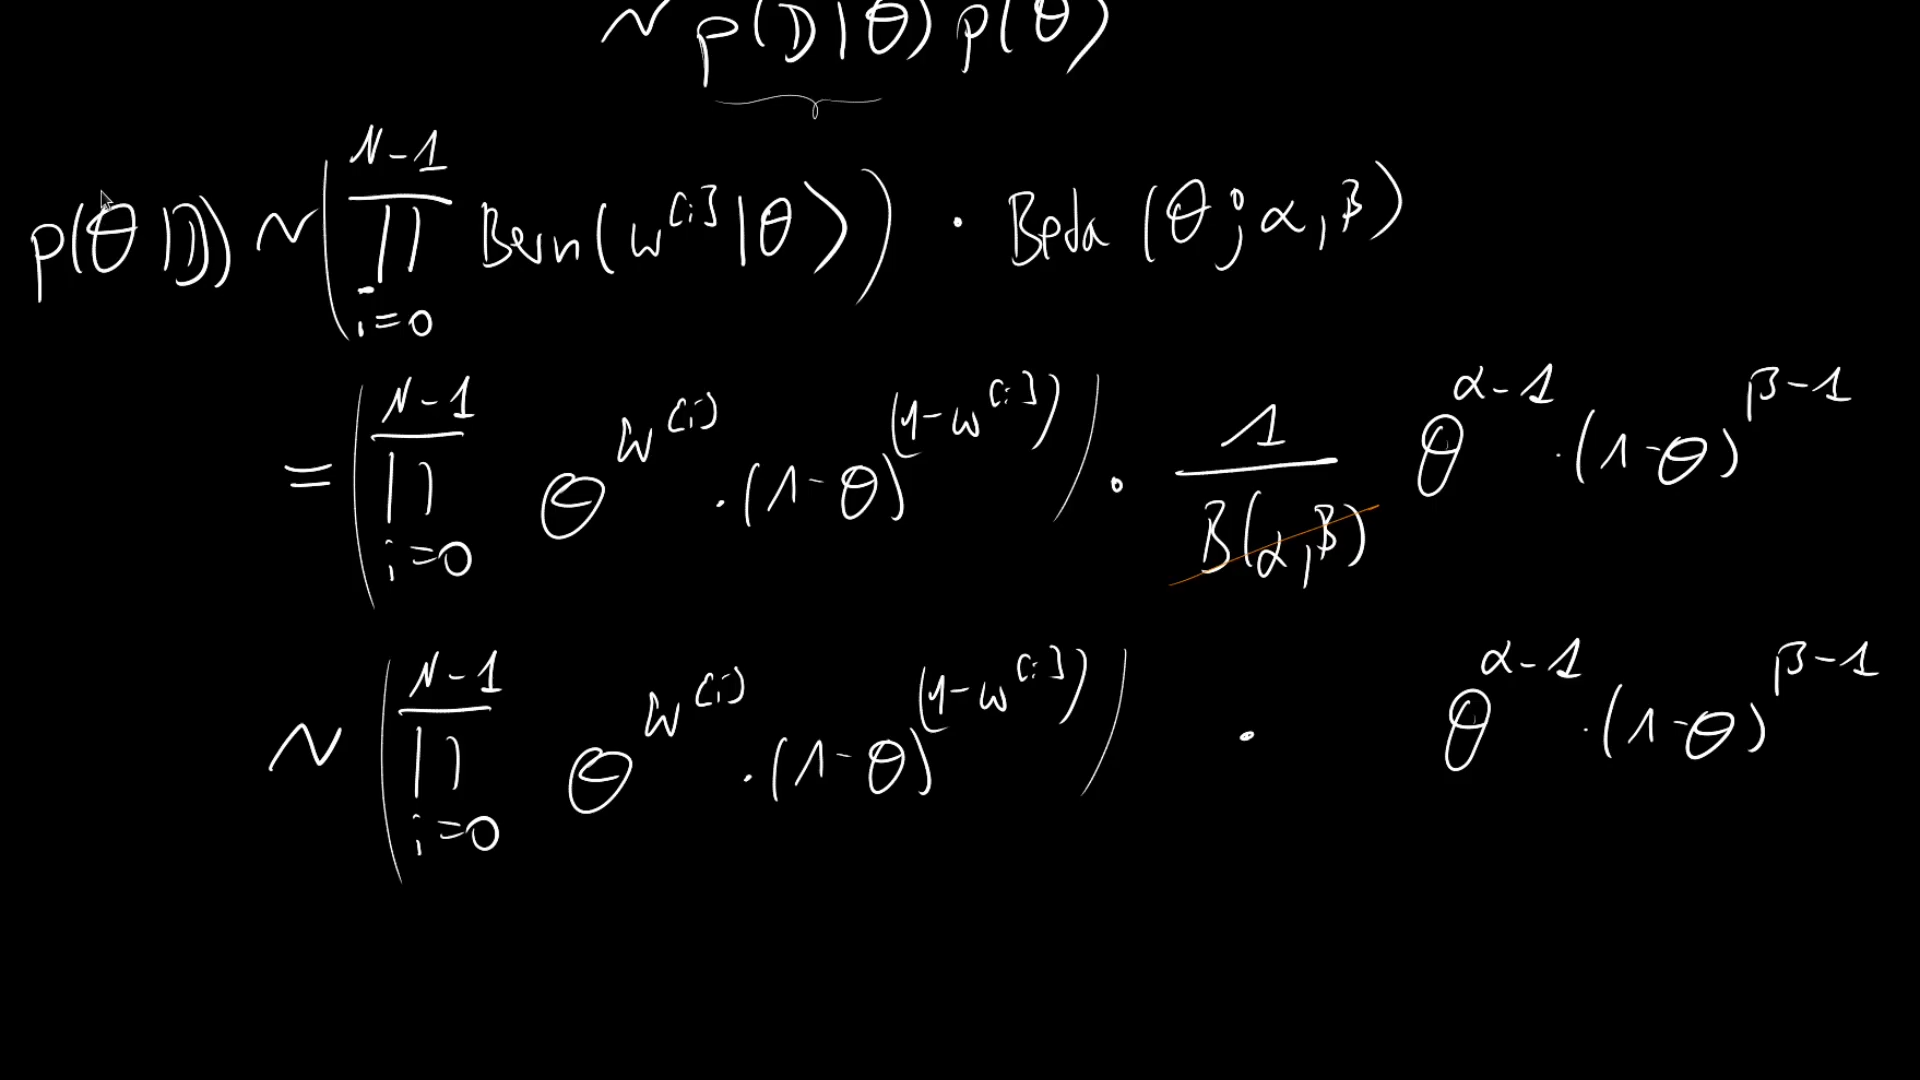 ~ p(D|θ) p(θ)
p(θ|D) ~ ( ∏_{i=0}^{N-1} Bern(w^{[i]}|θ) ) · Beta (θ; α, β)
= ( ∏_{i=0}^{N-1} θ^{w^{[i]}} · (1-θ)^{(1-w^{[i]})} ) · 1/B(α,β) θ^{α-1} · (1-θ)^{β-1}
~ ( ∏_{i=0}^{N-1} θ^{w^{[i]}} · (1-θ)^{(1-w^{[i]})} ) · θ^{α-1} · (1-θ)^{β-1}